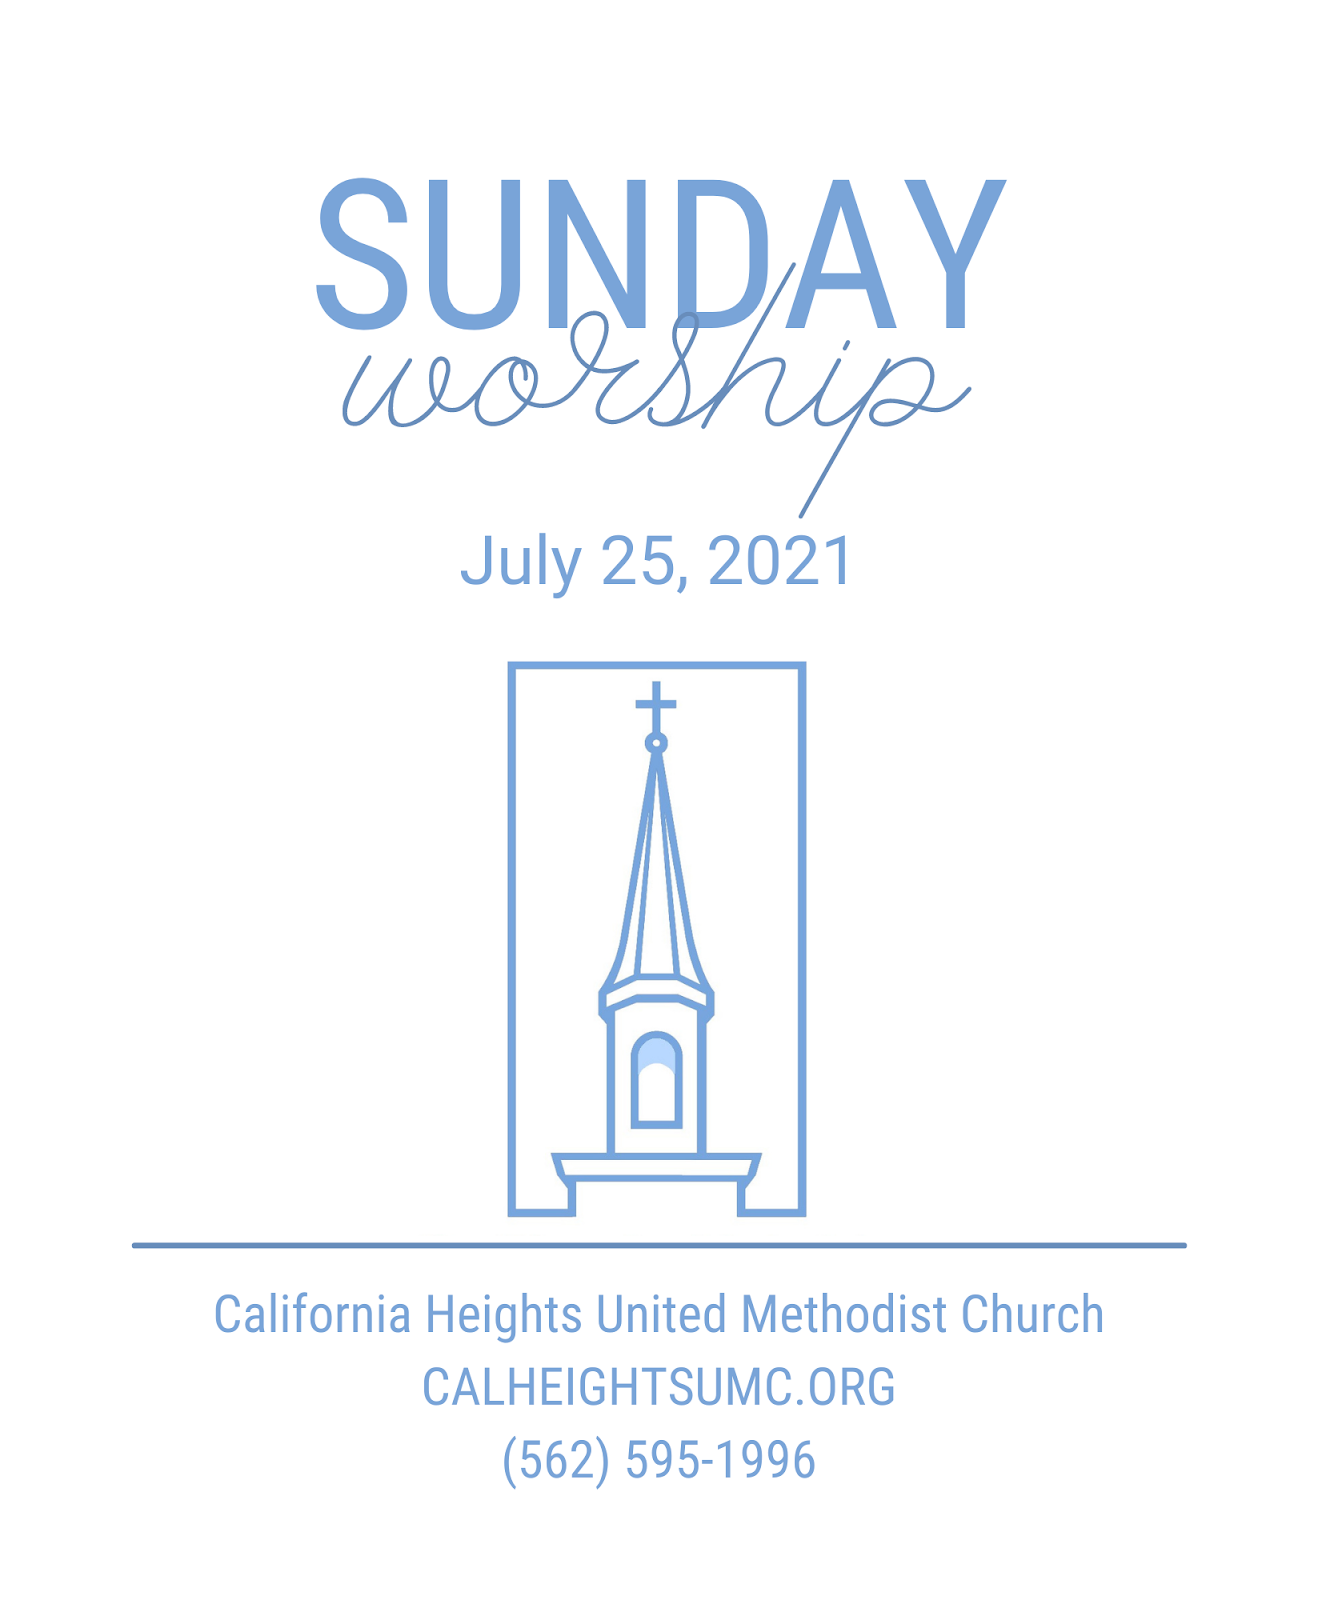 SUNDAY
worship
July 25, 2021
California Heights United Methodist Church
CALHEIGHTSUMC.ORG
(562) 595-1996